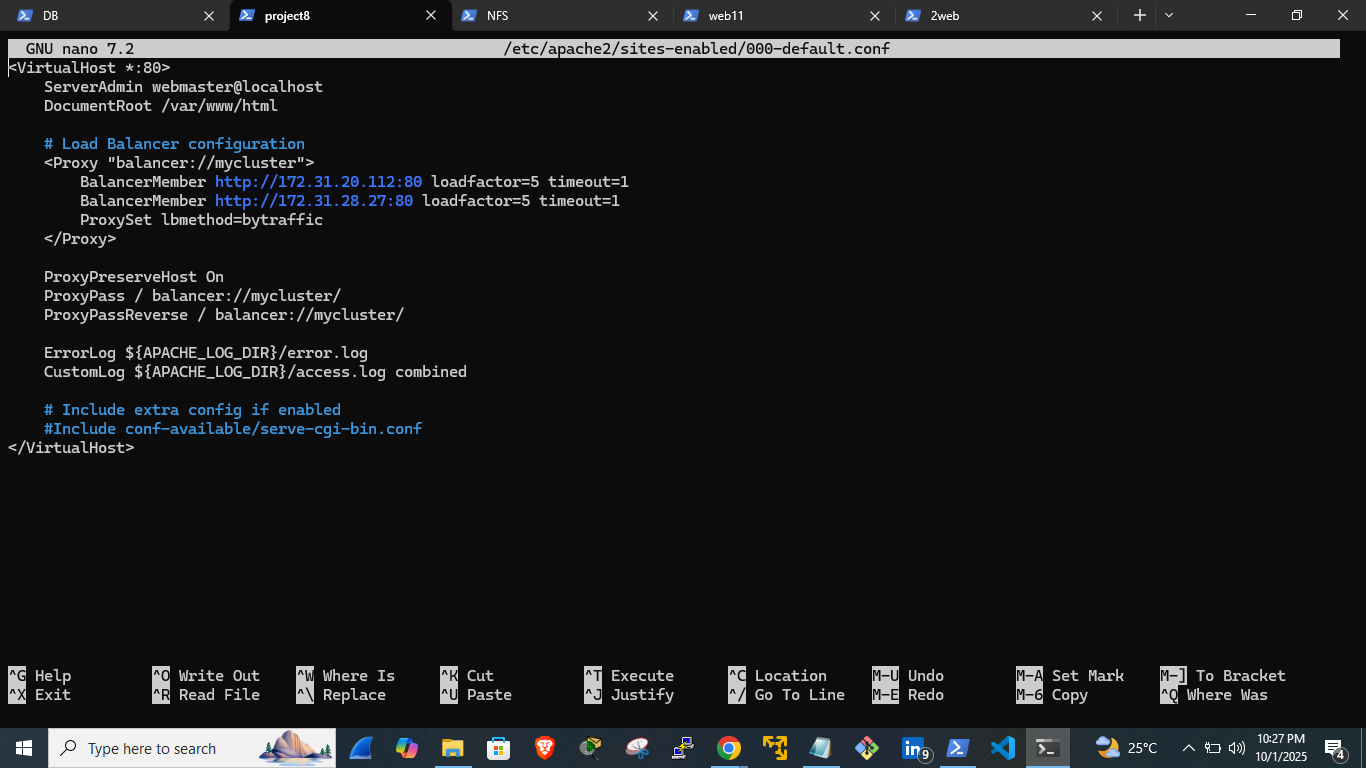 DB
project8
NFS
web11
2web
GNU nano 7.2 /etc/apache2/sites-enabled/000-default.conf
<VirtualHost *:80>
    ServerAdmin webmaster@localhost
    DocumentRoot /var/www/html

    # Load Balancer configuration
    <Proxy "balancer://mycluster">
        BalancerMember http://172.31.20.112:80 loadfactor=5 timeout=1
        BalancerMember http://172.31.28.27:80 loadfactor=5 timeout=1
        ProxySet lbmethod=bytraffic
    </Proxy>

    ProxyPreserveHost On
    ProxyPass / balancer://mycluster/
    ProxyPassReverse / balancer://mycluster/

    ErrorLog ${APACHE_LOG_DIR}/error.log
    CustomLog ${APACHE_LOG_DIR}/access.log combined

    # Include extra config if enabled
    #Include conf-available/serve-cgi-bin.conf
</VirtualHost>
^G Help ^O Write Out ^W Where Is ^K Cut ^T Execute ^C Location M-U Undo M-A Set Mark M-] To Bracket
^X Exit ^R Read File ^\ Replace ^U Paste ^J Justify ^/ Go To Line M-E Redo M-6 Copy ^Q Where Was
Type here to search
in
9
25°C
10:27 PM
10/1/2025
4